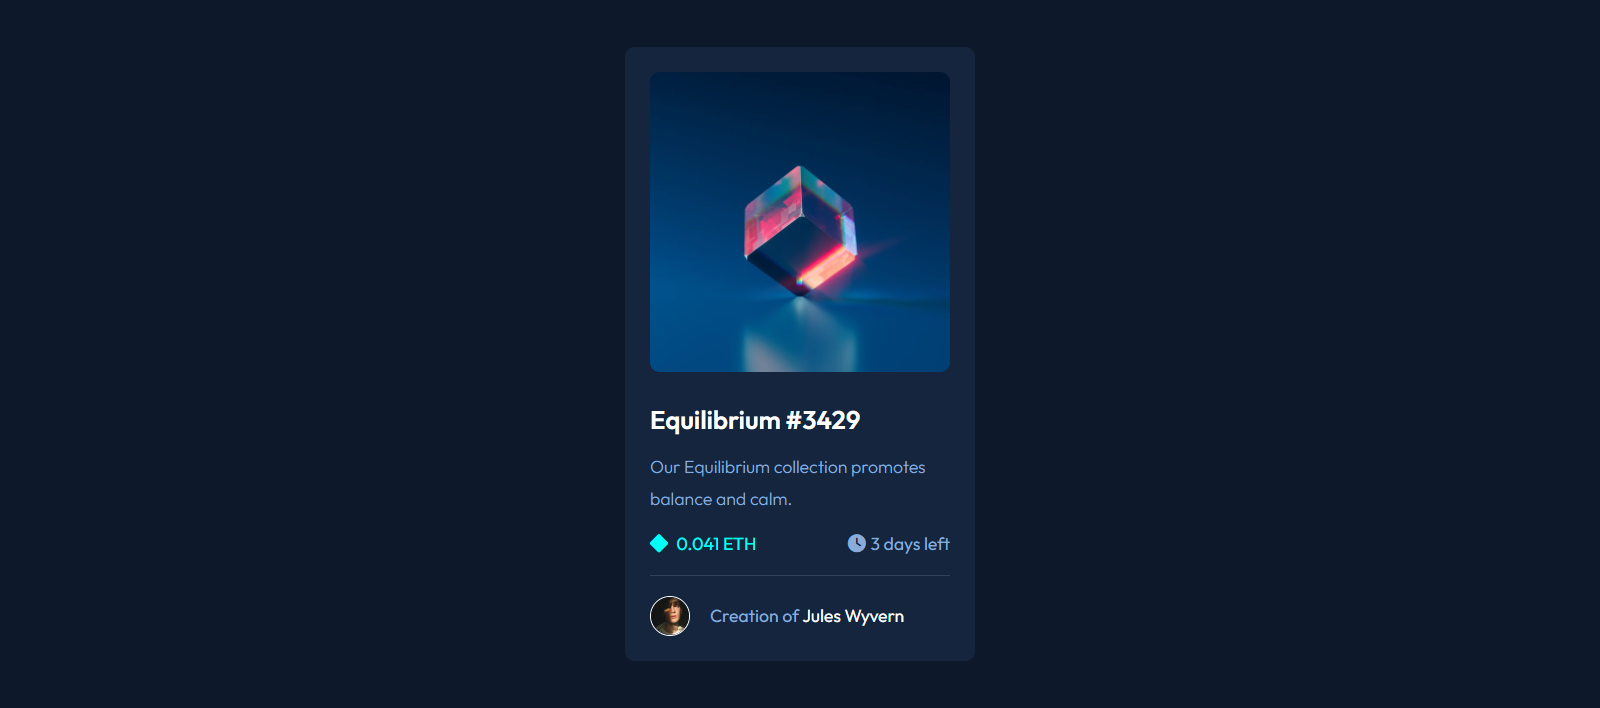 Equilibrium #3429
Our Equilibrium collection promotes
balance and calm.
0.041 ETH 3 days left
Creation of Jules Wyvern